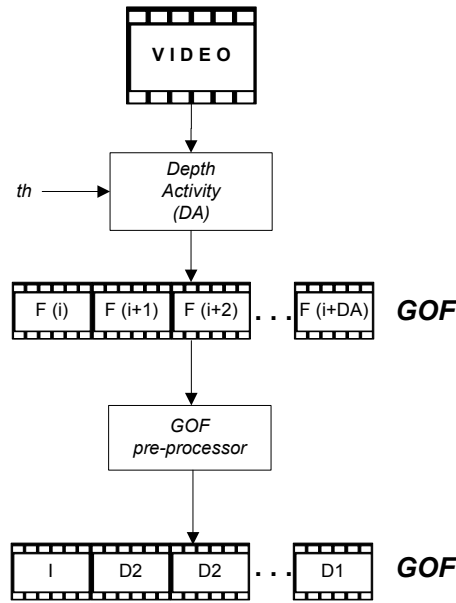 VIDEO
Depth
Activity
(DA)
th
F (i) F (i+1) F (i+2) . . . F (i+DA) GOF
GOF
pre-processor
I D2 D2 . . . D1 GOF